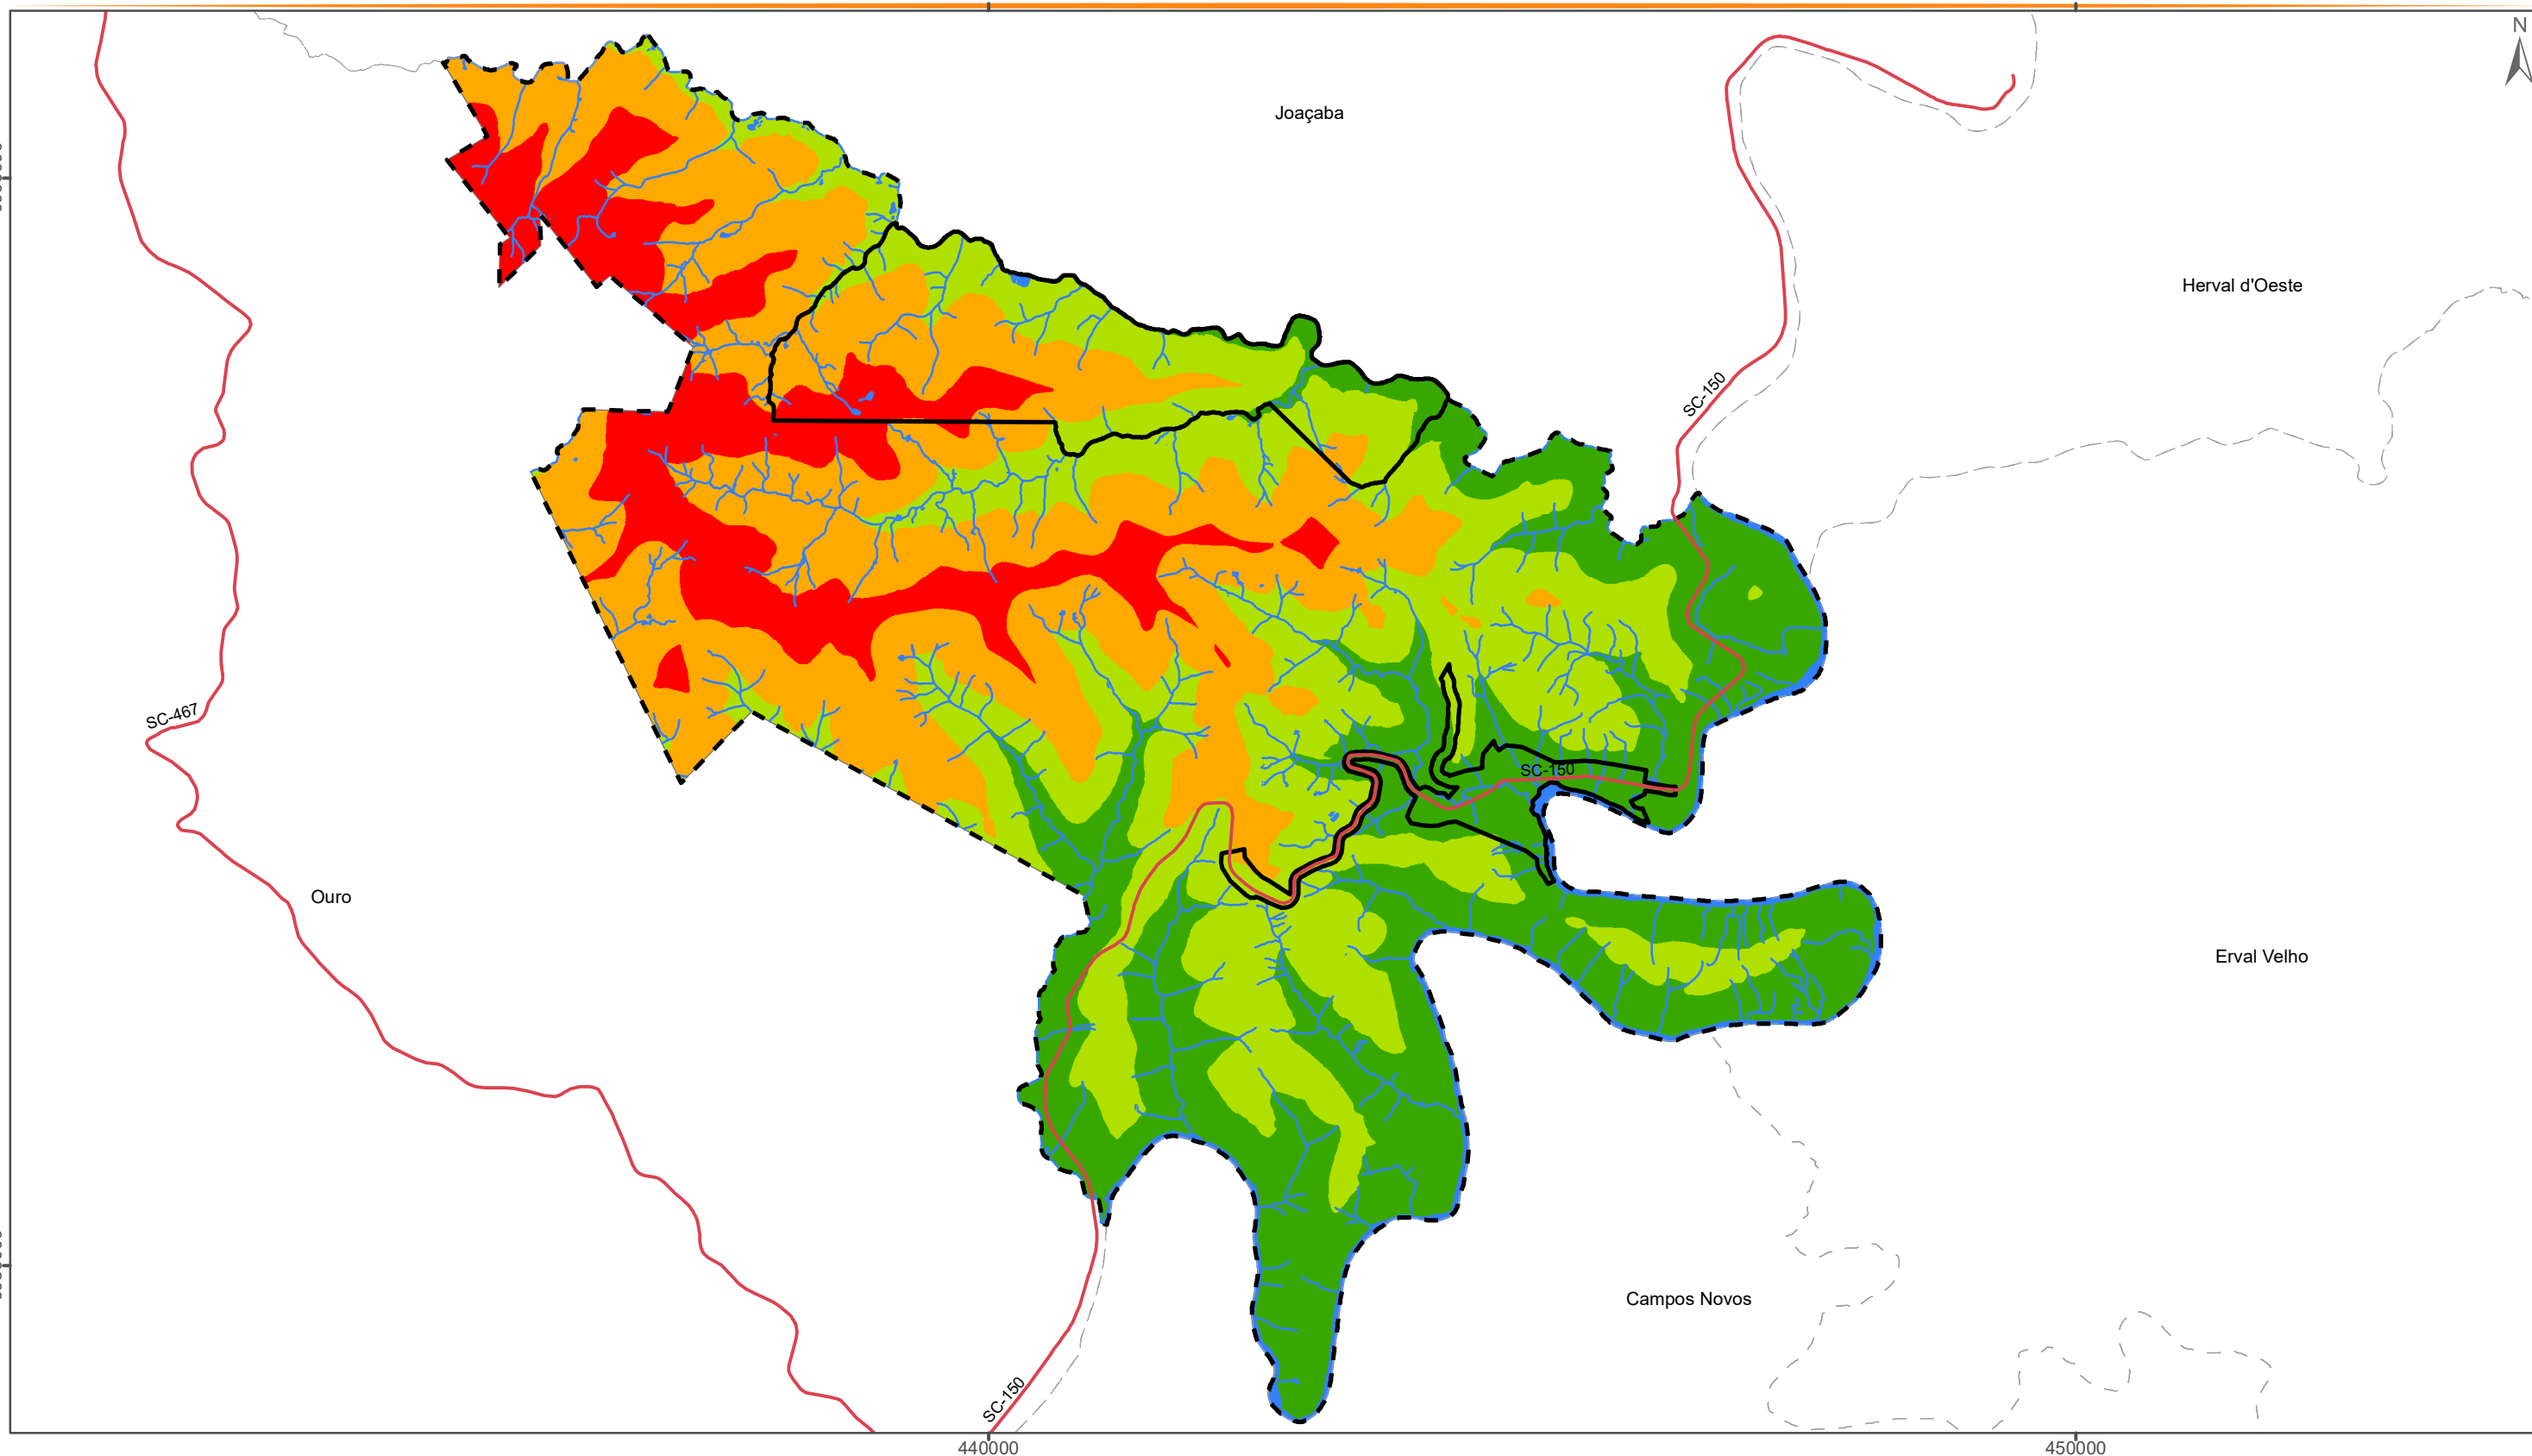 N
Joaçaba
Herval d'Oeste
SC-150
SC-467
SC-150
Ouro
Erval Velho
Campos Novos
SC-150
440000
450000